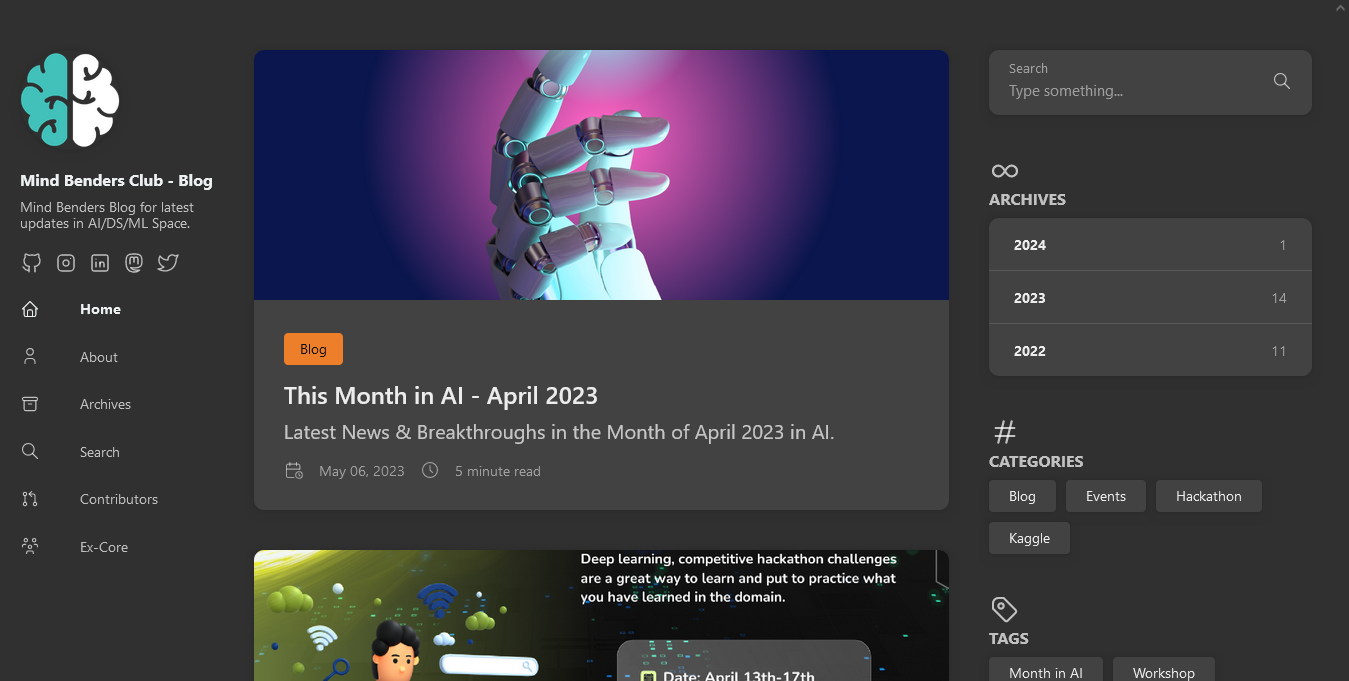 Mind Benders Club - Blog
Mind Benders Blog for latest
updates in AI/DS/ML Space.
Home
About
Archives
Search
Contributors
Ex-Core
Blog
This Month in AI - April 2023
Latest News & Breakthroughs in the Month of April 2023 in AI.
May 06, 2023 5 minute read
Deep learning, competitive hackathon challenges
are a great way to learn and put to practice what
you have learned in the domain.
Date: April 13th-17th
Search
Type something...
ARCHIVES
2024 1
2023 14
2022 11
CATEGORIES
Blog Events Hackathon
Kaggle
TAGS
Month in AI Workshop